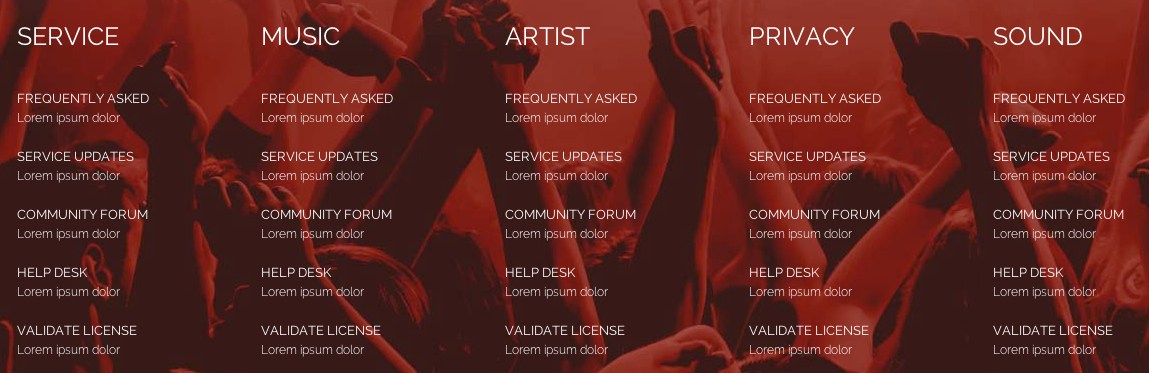 SERVICE
FREQUENTLY ASKED
Lorem ipsum dolor
SERVICE UPDATES
Lorem ipsum dolor
COMMUNITY FORUM
Lorem ipsum dolor
HELP DESK
Lorem ipsum dolor
VALIDATE LICENSE
Lorem ipsum dolor
MUSIC
FREQUENTLY ASKED
Lorem ipsum dolor
SERVICE UPDATES
Lorem ipsum dolor
COMMUNITY FORUM
Lorem ipsum dolor
HELP DESK
Lorem ipsum dolor
VALIDATE LICENSE
Lorem ipsum dolor
ARTIST
FREQUENTLY ASKED
Lorem ipsum dolor
SERVICE UPDATES
Lorem ipsum dolor
COMMUNITY FORUM
Lorem ipsum dolor
HELP DESK
Lorem ipsum dolor
VALIDATE LICENSE
Lorem ipsum dolor
PRIVACY
FREQUENTLY ASKED
Lorem ipsum dolor
SERVICE UPDATES
Lorem ipsum dolor
COMMUNITY FORUM
Lorem ipsum dolor
HELP DESK
Lorem ipsum dolor
VALIDATE LICENSE
Lorem ipsum dolor
SOUND
FREQUENTLY ASKED
Lorem ipsum dolor
SERVICE UPDATES
Lorem ipsum dolor
COMMUNITY FORUM
Lorem ipsum dolor
HELP DESK
Lorem ipsum dolor
VALIDATE LICENSE
Lorem ipsum dolor